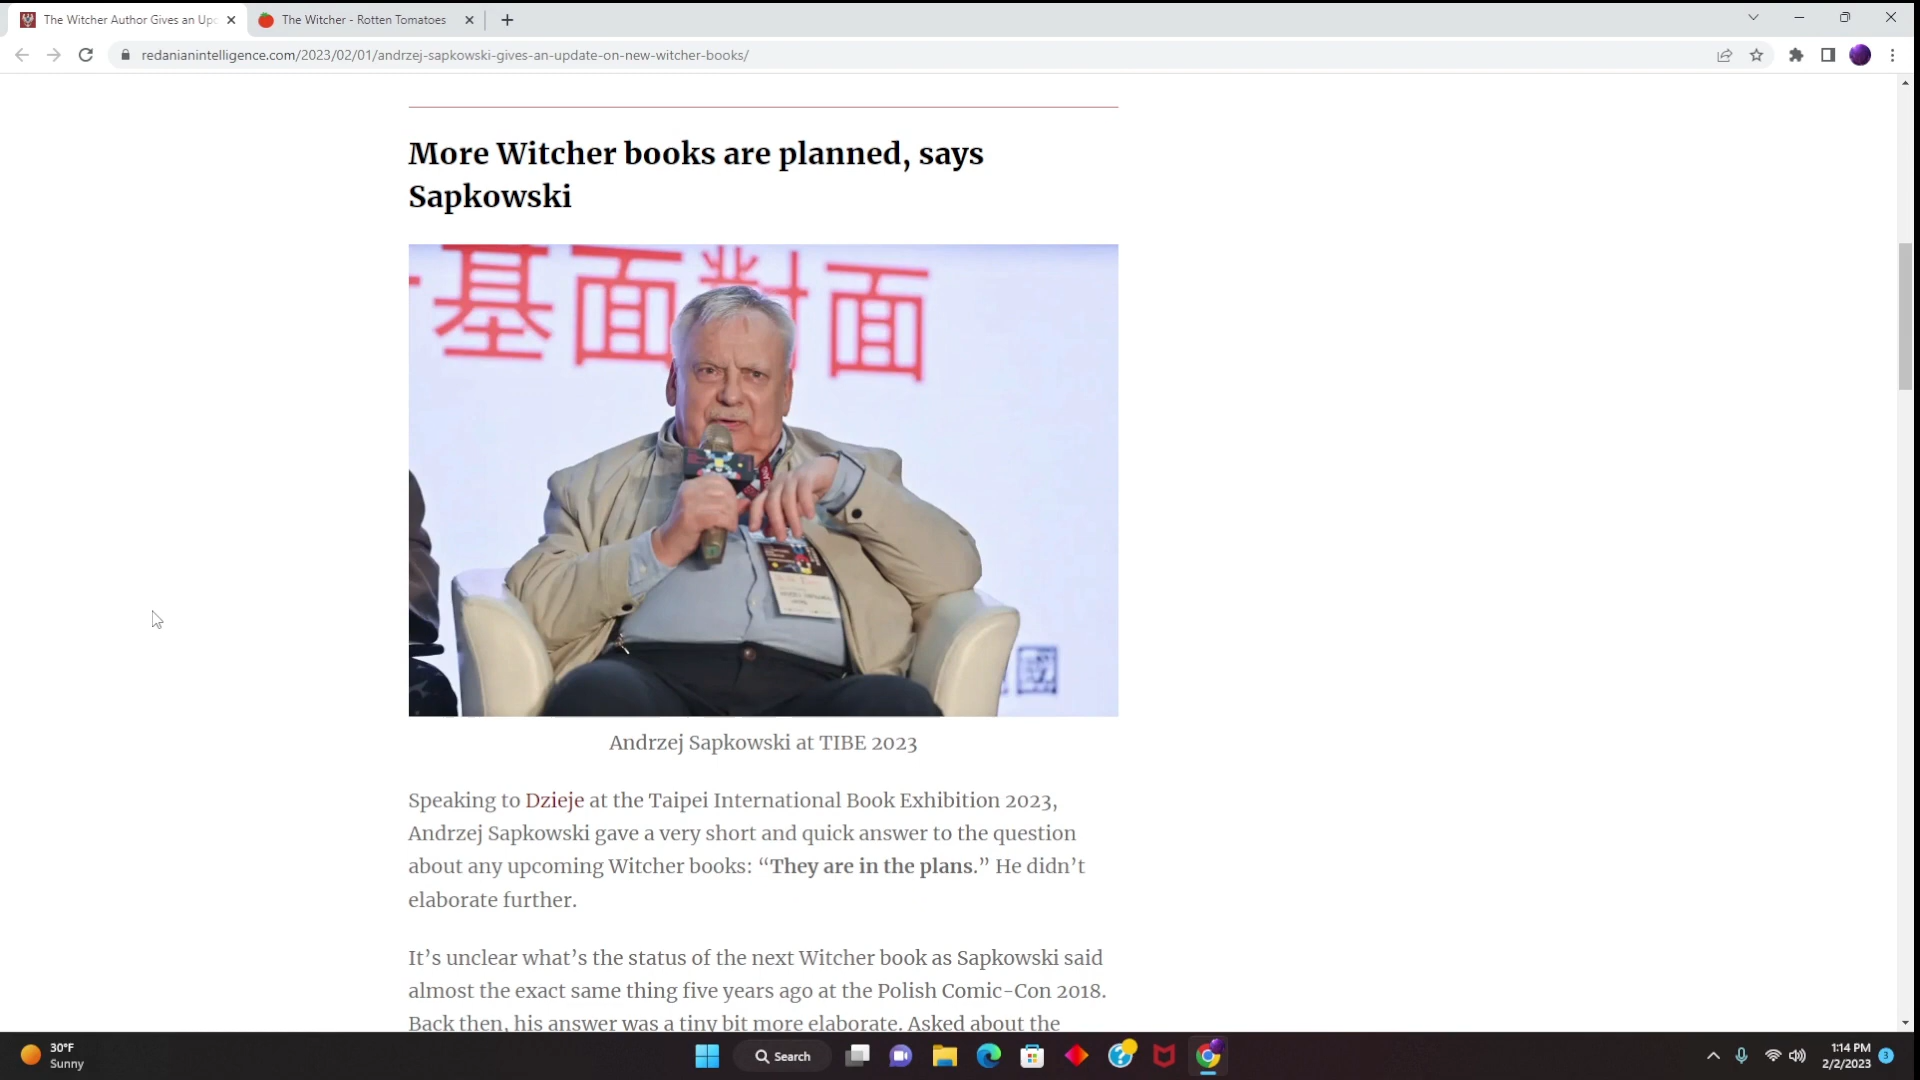 The Witcher Author Gives an Up
The Witcher - Rotten Tomatoes
redanianintelligence.com/2023/02/01/andrzej-sapkowski-gives-an-update-on-new-witcher-books/
More Witcher books are planned, says
Sapkowski
基面對面
國
Andrzej Sapkowski at TIBE 2023
Speaking to Dzieje at the Taipei International Book Exhibition 2023,
Andrzej Sapkowski gave a very short and quick answer to the question
about any upcoming Witcher books: “They are in the plans.” He didn’t
elaborate further.
It’s unclear what’s the status of the next Witcher book as Sapkowski said
almost the exact same thing five years ago at the Polish Comic-Con 2018.
Back then, his answer was a tiny bit more elaborate. Asked about the
30°F
Sunny
Search
1:14 PM
2/2/2023
3